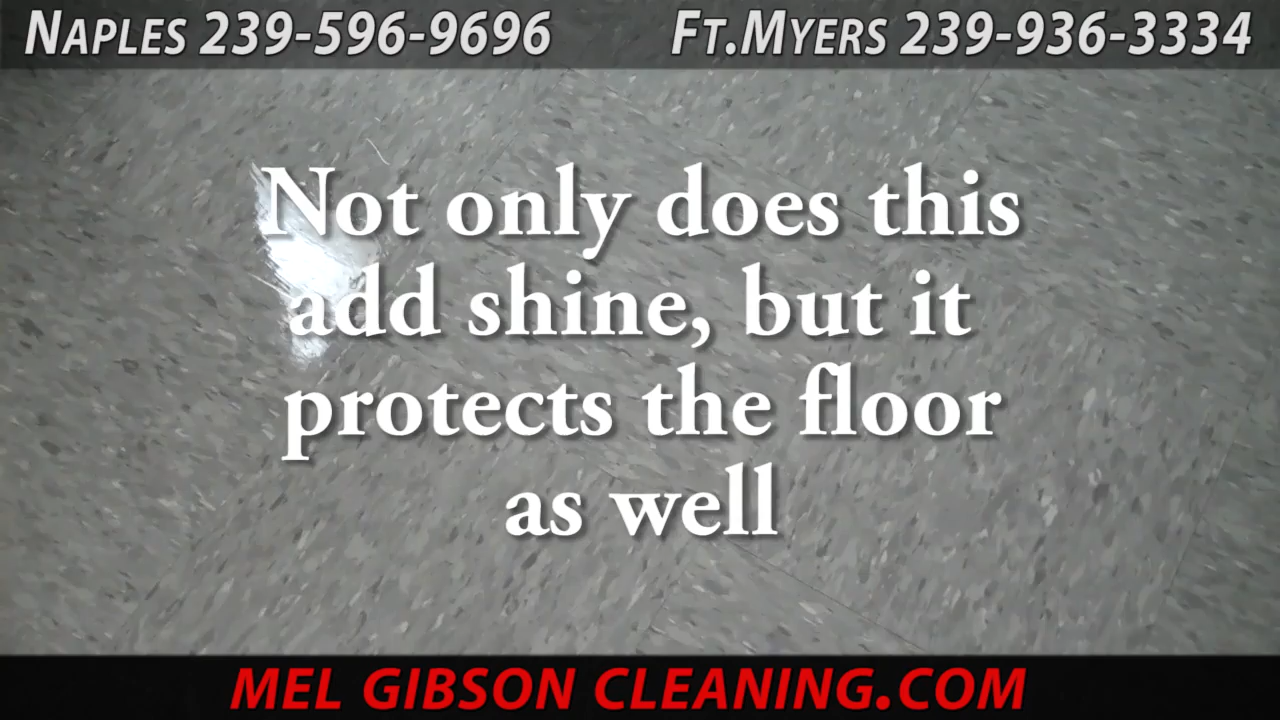 NAPLES 239-596-9696
FT.MYERS 239-936-3334
Not only does this
add shine, but it
protects the floor
as well
MEL GIBSON CLEANING.COM